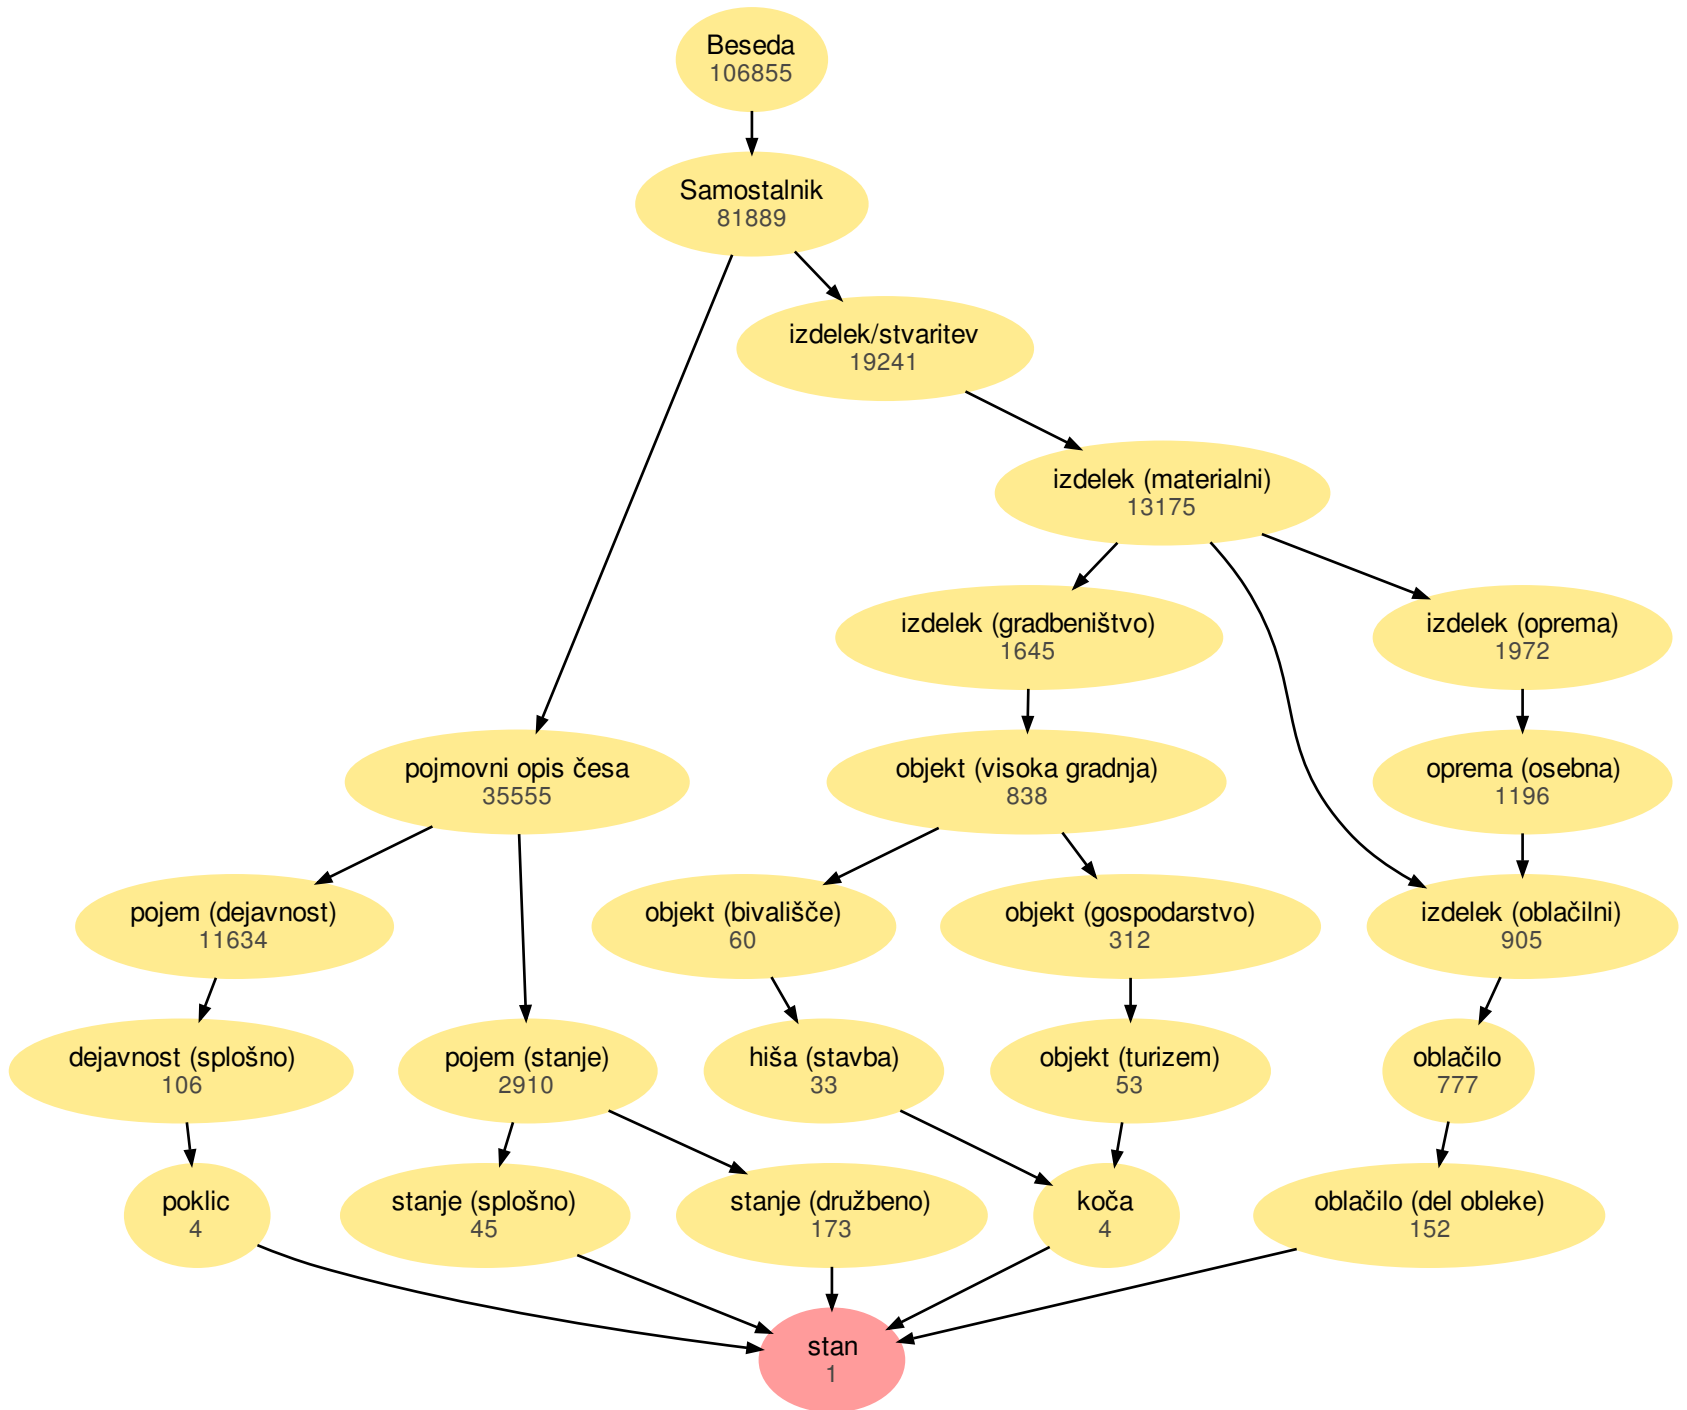 Beseda
106855
Samostalnik
81889
izdelek/stvaritev
19241
izdelek (materialni)
13175
izdelek (gradbeništvo)
1645
izdelek (oprema)
1972
pojmovni opis česa
35555
objekt (visoka gradnja)
838
oprema (osebna)
1196
pojem (dejavnost)
11634
objekt (bivališče)
60
objekt (gospodarstvo)
312
izdelek (oblačilni)
905
dejavnost (splošno)
106
pojem (stanje)
2910
hiša (stavba)
33
objekt (turizem)
53
oblačilo
777
poklic
4
stanje (splošno)
45
stanje (družbeno)
173
koča
4
oblačilo (del obleke)
152
stan
1